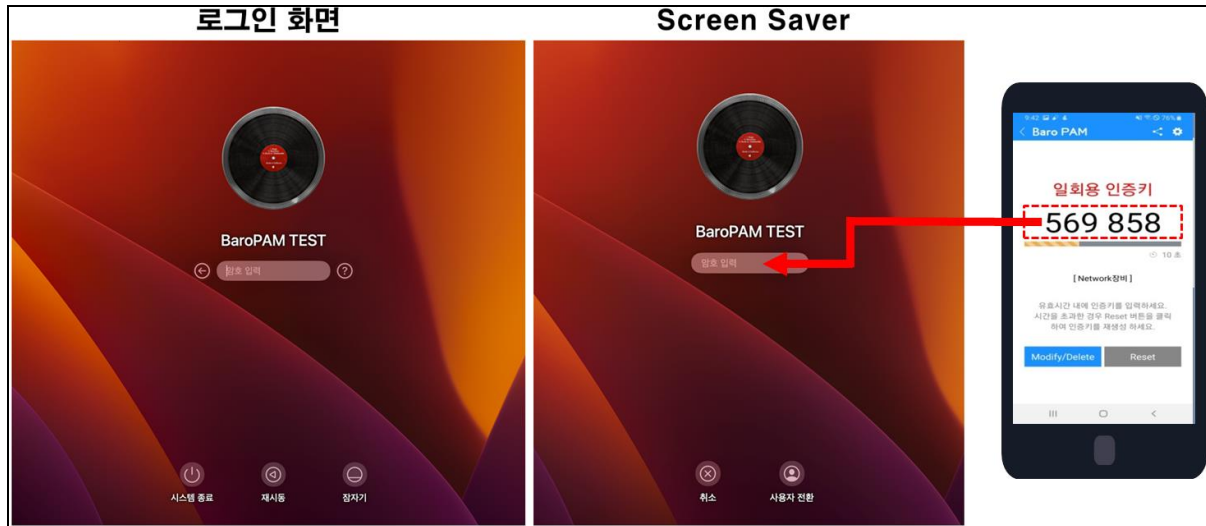 로그인 화면
BaroPAM TEST
암호 입력
시스템 종료
재시동
잠자기
Screen Saver
BaroPAM TEST
암호 입력
취소
사용자 전환
9:42
76%
Baro PAM
일회용 인증키
569 858
10 초
[ Network장비 ]
유효시간 내에 인증키를 입력하세요.
시간을 초과한 경우 Reset 버튼을 클릭
하여 인증키를 재생성 하세요.
Modify/Delete
Reset